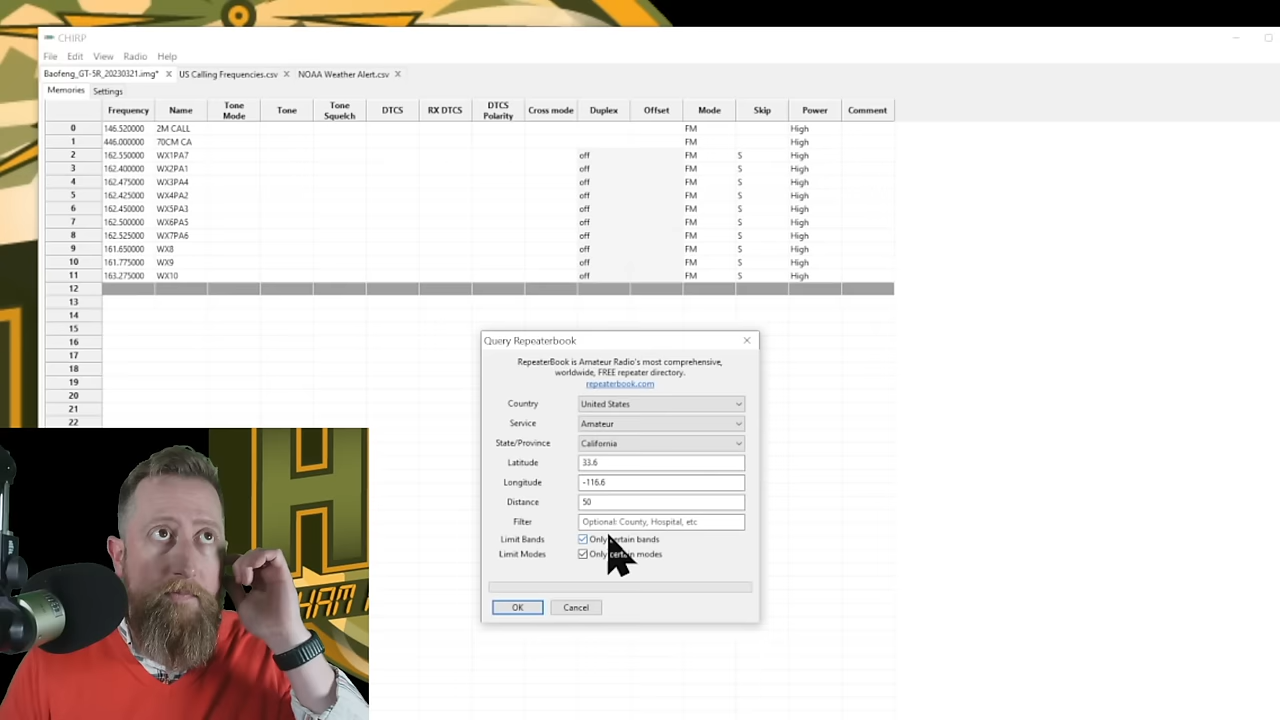 CHIRP
File Edit View Radio Help
Baofeng_GT-5R_20230321.img* × US Calling Frequencies.csv × NOAA Weather Alert.csv ×
Memories Settings
Frequency Name Tone Mode Tone Tone Squelch DTCS RX DTCS DTCS Polarity Cross mode Duplex Offset Mode Skip Power Comment
0 146.520000 2M CALL FM High
1 446.000000 70CM CA FM High
2 162.550000 WX1PA7 off FM S High
3 162.400000 WX2PA1 off FM S High
4 162.475000 WX3PA4 off FM S High
5 162.425000 WX4PA2 off FM S High
6 162.450000 WX5PA3 off FM S High
7 162.500000 WX6PA5 off FM S High
8 162.525000 WX7PA6 off FM S High
9 161.650000 WX8 off FM S High
10 161.775000 WX9 off FM S High
11 163.275000 WX10 off FM S High
12
13
14
15
16
17
18
19
20
21
22
Query Repeaterbook
RepeaterBook is Amateur Radio's most comprehensive,
worldwide, FREE repeater directory.
repeaterbook.com
Country United States
Service Amateur
State/Province California
Latitude 33.6
Longitude -116.6
Distance 50
Filter Optional: County, Hospital, etc
Limit Bands Only certain bands
Limit Modes Only certain modes
OK Cancel
HAM